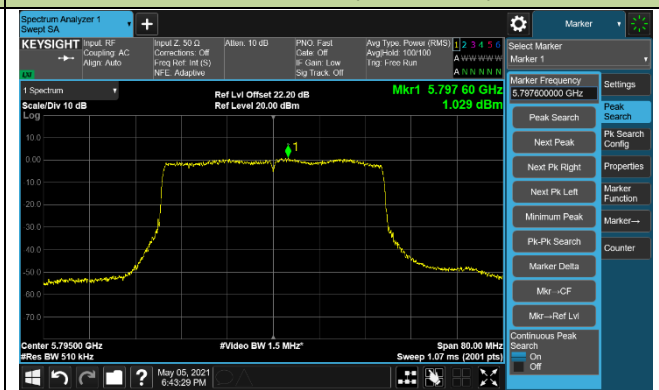 Spectrum Analyzer 1
Swept SA
Marker
KEYSIGHT
Input: RF
Coupling: AC
Align: Auto
Input Z: 50 Ω
Corrections: Off
Freq Ref: Int (S)
NFE: Adaptive
Atten: 10 dB
PNO: Fast
Gate: Off
IF Gain: Low
Sig Track: Off
Avg Type: Power (RMS)
Avg|Hold: 100/100
Trig: Free Run
1 2 3 4 5 6
A W W W W W
A N N N N N
Select Marker
Marker 1
LXI
1 Spectrum
Scale/Div 10 dB
Log
Ref Lvl Offset 22.20 dB
Ref Level 20.00 dBm
Mkr1 5.797 60 GHz
1.029 dBm
10.0
0.00
10.0
20.0
30.0
40.0
50.0
60.0
70.0
1
Center 5.79500 GHz
#Res BW 510 kHz
#Video BW 1.5 MHz*
Span 80.00 MHz
Sweep 1.07 ms (2001 pts)
Marker Frequency
5.797600000 GHz
Peak Search
Next Peak
Next Pk Right
Next Pk Left
Minimum Peak
Pk-Pk Search
Marker Delta
Mkr→CF
Mkr→Ref Lvl
Continuous Peak
Search
On
Off
Settings
Peak
Search
Pk Search
Config
Properties
Marker
Function
Marker→
Counter
May 05, 2021
6:43:29 PM